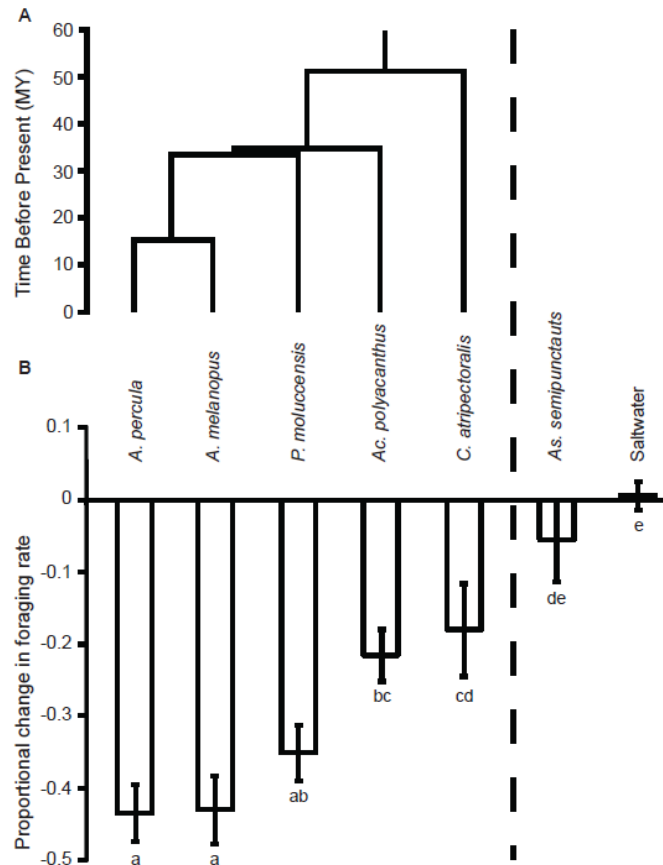 A
Time Before Present (MY)
60
50
40
30
20
10
0
B
A. percula
A. melanopus
P. moluccensis
Ac. polyacanthus
C. atripectoralis
As. semipunctauts
Saltwater
Proportional change in foraging rate
0.1
0
-0.1
-0.2
-0.3
-0.4
-0.5
a
a
ab
bc
cd
de
e